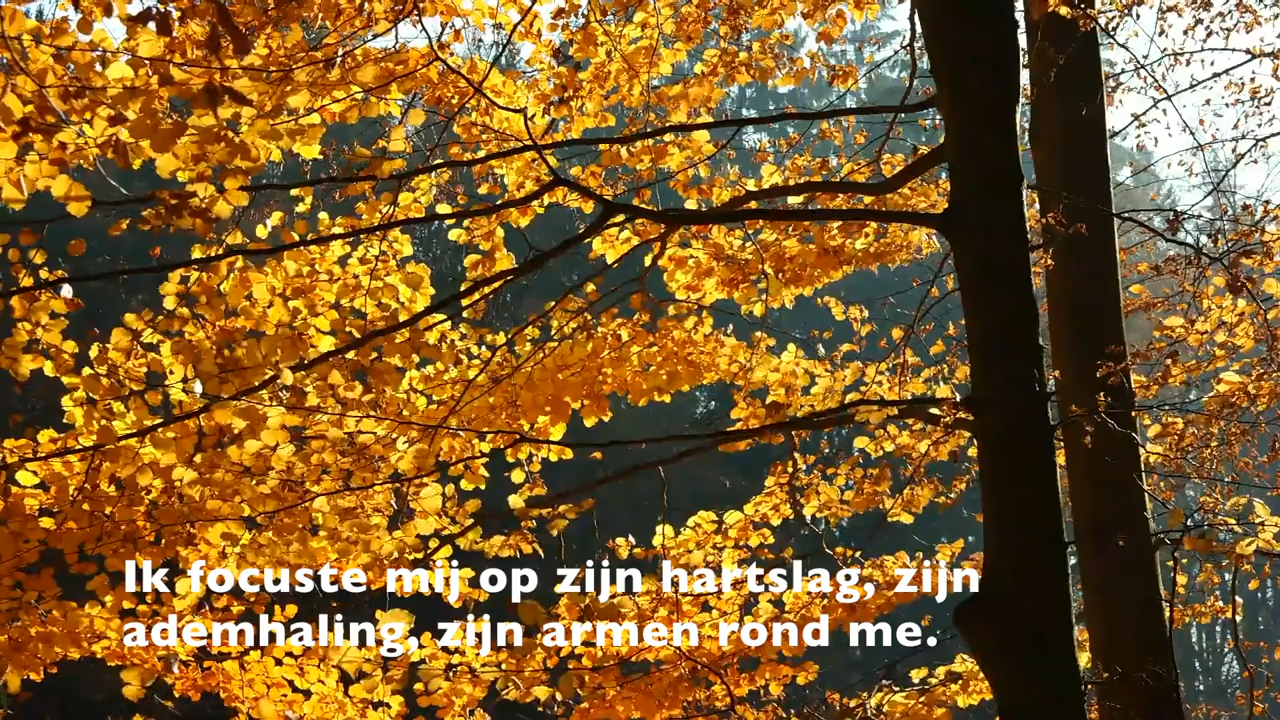 Ik focuste mij op zijn hartslag, zijn
ademhaling, zijn armen rond me.